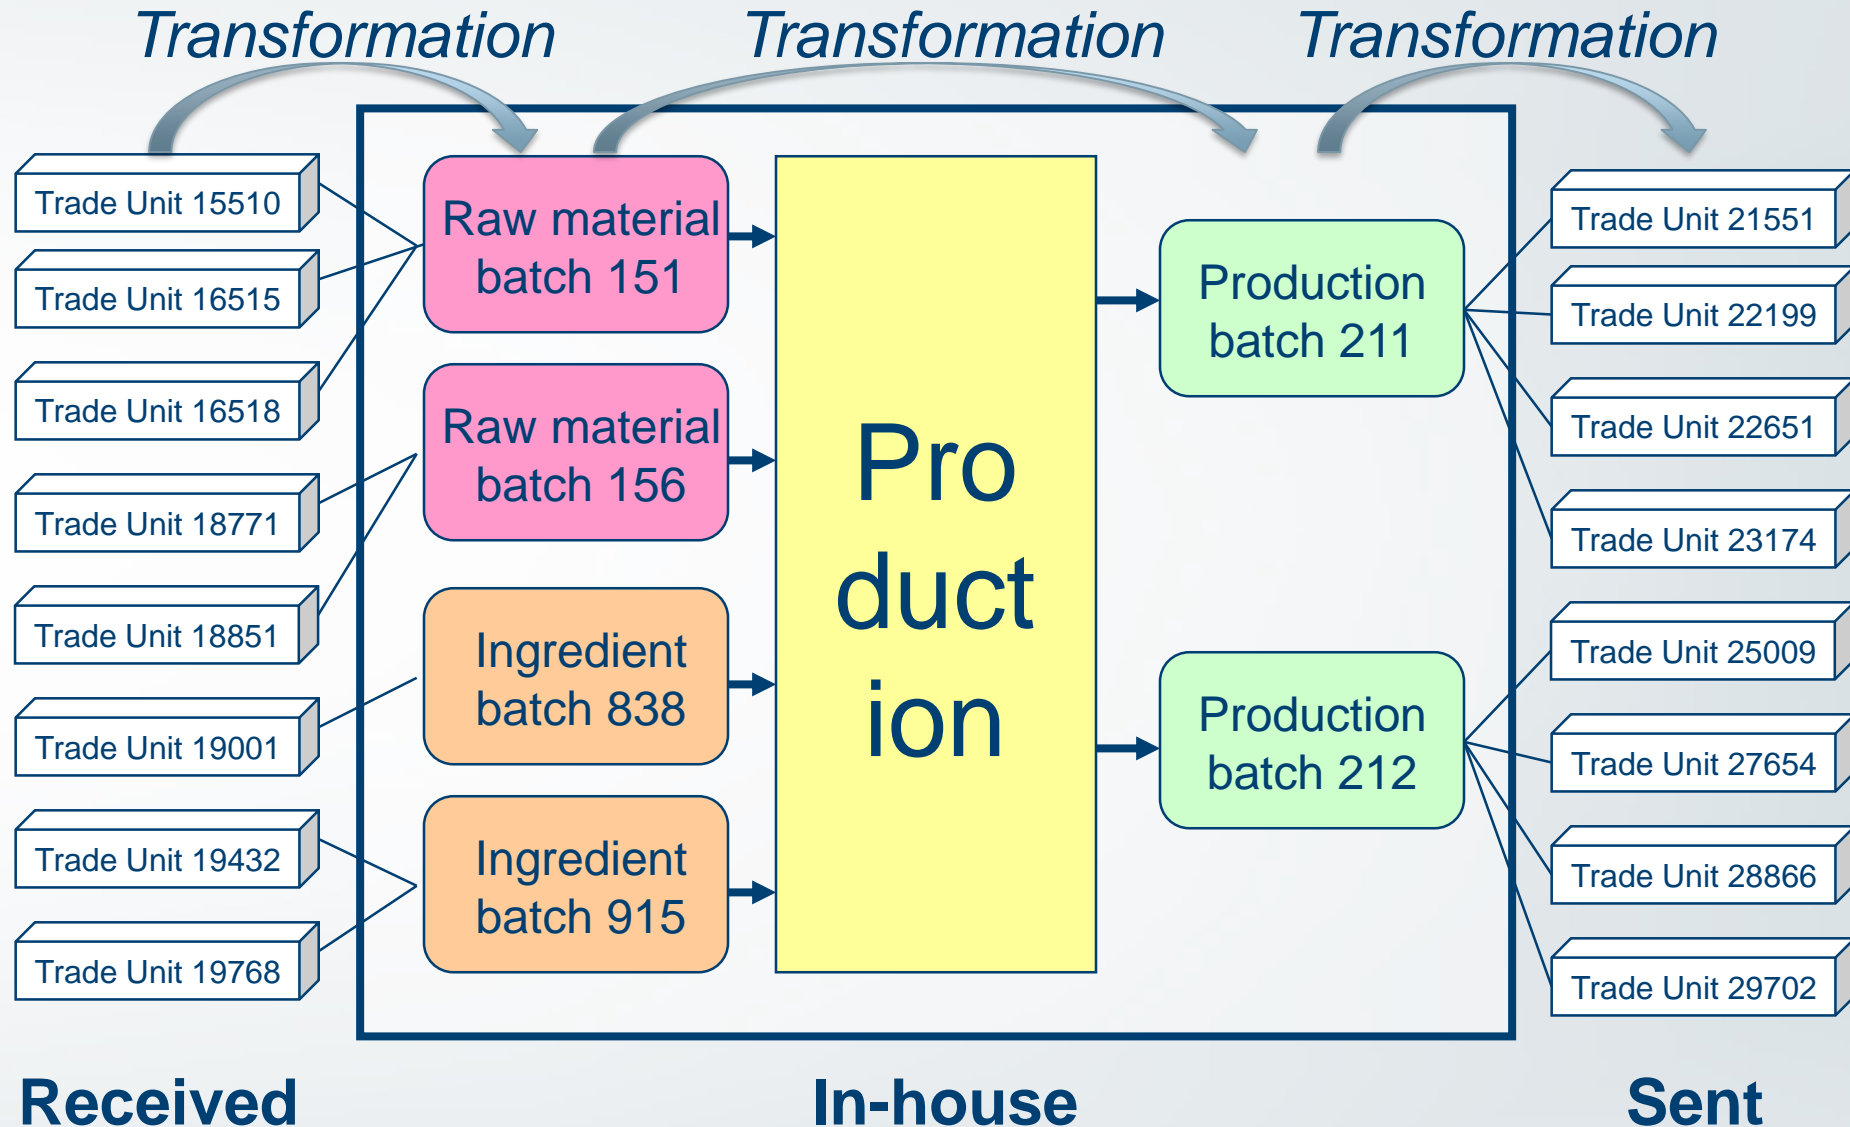 Transformation
Transformation
Transformation
Trade Unit 15510
Trade Unit 16515
Trade Unit 16518
Trade Unit 18771
Trade Unit 18851
Trade Unit 19001
Trade Unit 19432
Trade Unit 19768
Raw material
batch 151
Raw material
batch 156
Ingredient
batch 838
Ingredient
batch 915
Pro
duct
ion
Production
batch 211
Production
batch 212
Trade Unit 21551
Trade Unit 22199
Trade Unit 22651
Trade Unit 23174
Trade Unit 25009
Trade Unit 27654
Trade Unit 28866
Trade Unit 29702
Received
In-house
Sent